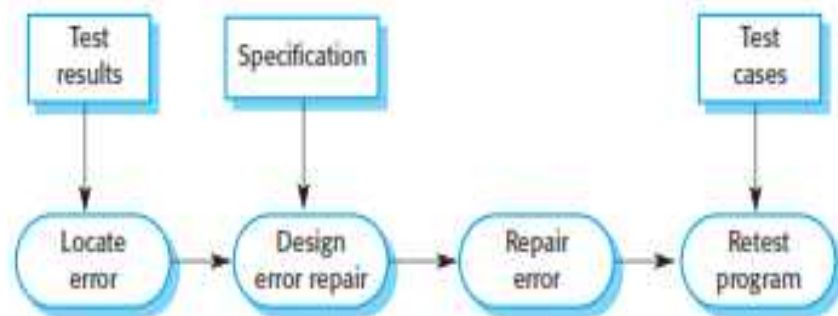 Test
results
Specification
Test
cases
Locate
error
Design
error repair
Repair
error
Retest
program